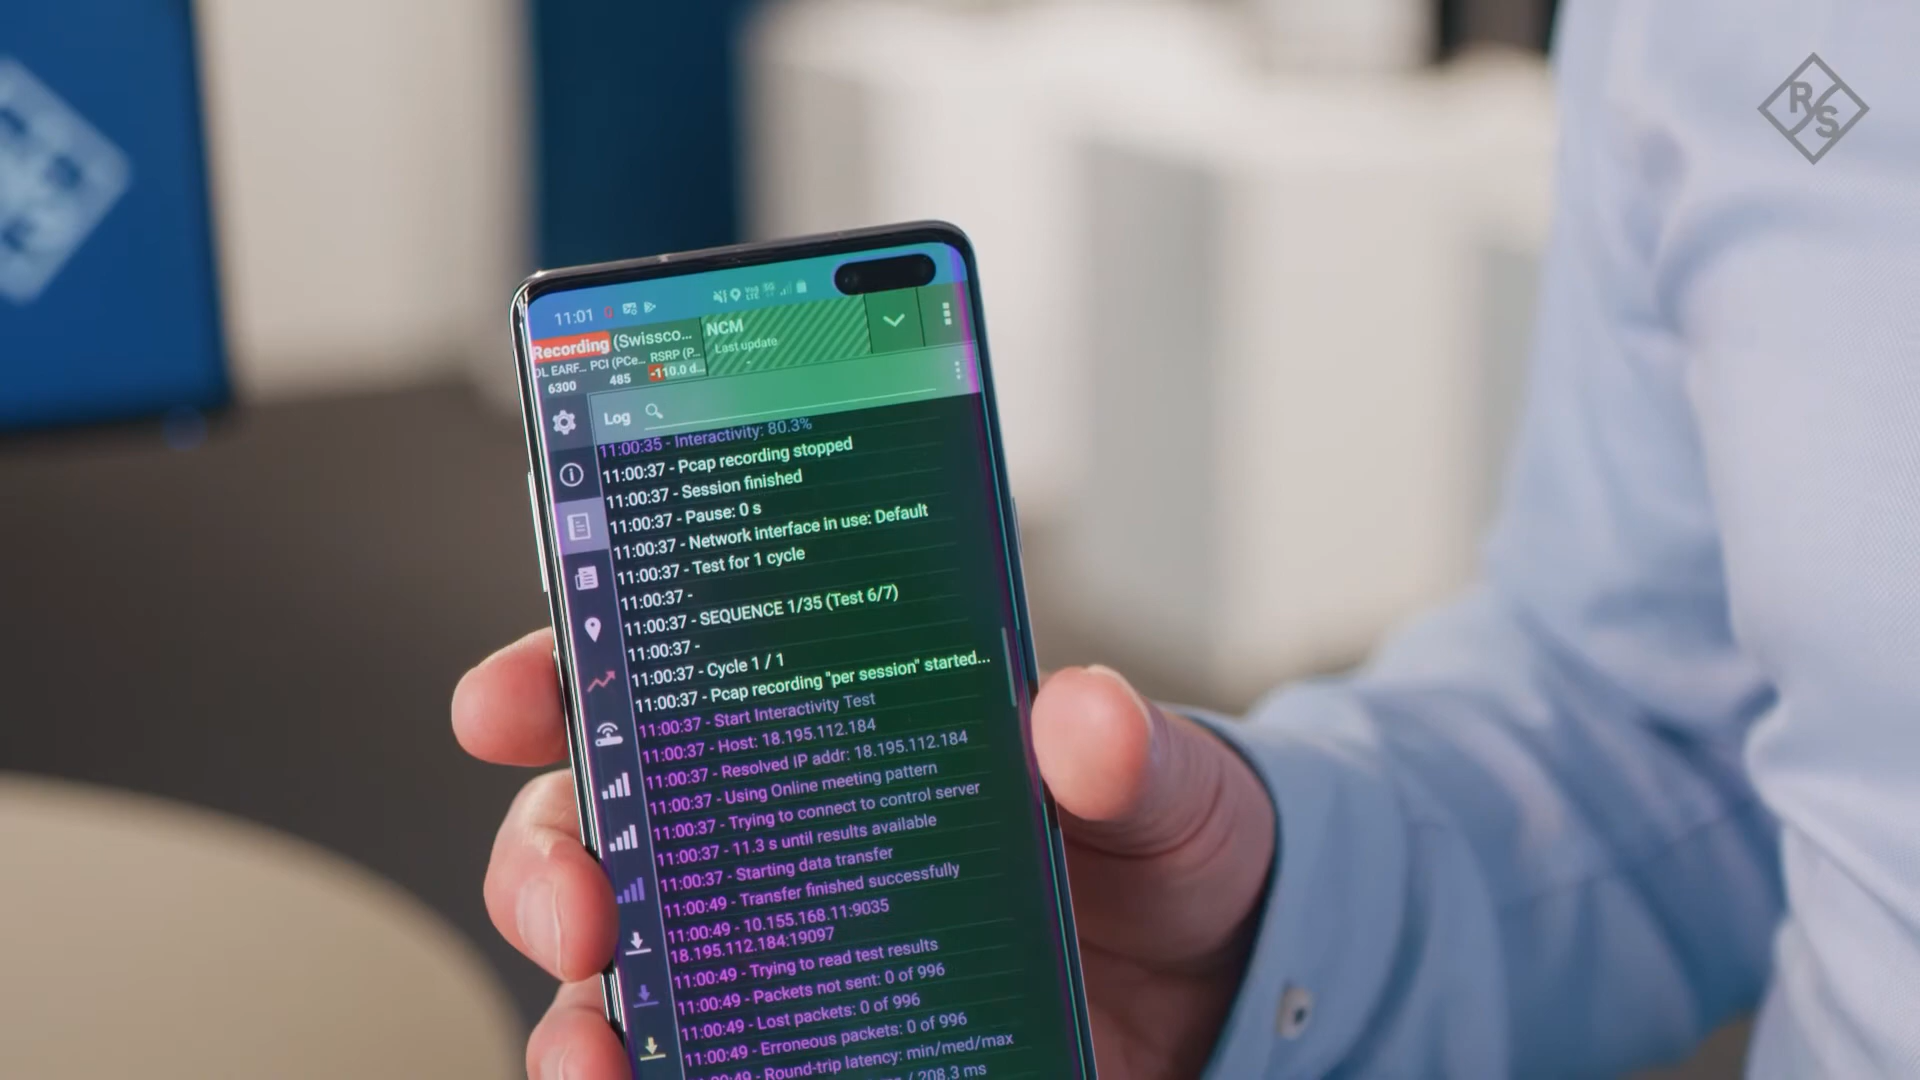 R
S
11:01
Recording (Swissco...
NCM
Last update
-
DL EARF... PCI (PCe... RSRP (P...
6300 485 -110.0 d...
Log
11:00:35 - Interactivity: 80.3%
11:00:37 - Pcap recording stopped
11:00:37 - Session finished
11:00:37 - Pause: 0 s
11:00:37 - Network interface in use: Default
11:00:37 - Test for 1 cycle
11:00:37 -
11:00:37 - SEQUENCE 1/35 (Test 6/7)
11:00:37 -
11:00:37 - Cycle 1 / 1
11:00:37 - Pcap recording "per session" started...
11:00:37 - Start Interactivity Test
11:00:37 - Host: 18.195.112.184
11:00:37 - Resolved IP addr: 18.195.112.184
11:00:37 - Using Online meeting pattern
11:00:37 - Trying to connect to control server
11:00:37 - 11.3 s until results available
11:00:37 - Starting data transfer
11:00:49 - Transfer finished successfully
11:00:49 - 10.155.168.11:9035
18.195.112.184:19097
11:00:49 - Trying to read test results
11:00:49 - Packets not sent: 0 of 996
11:00:49 - Lost packets: 0 of 996
11:00:49 - Erroneous packets: 0 of 996
11:00:49 - Round-trip latency: min/med/max
/ 208.3 ms